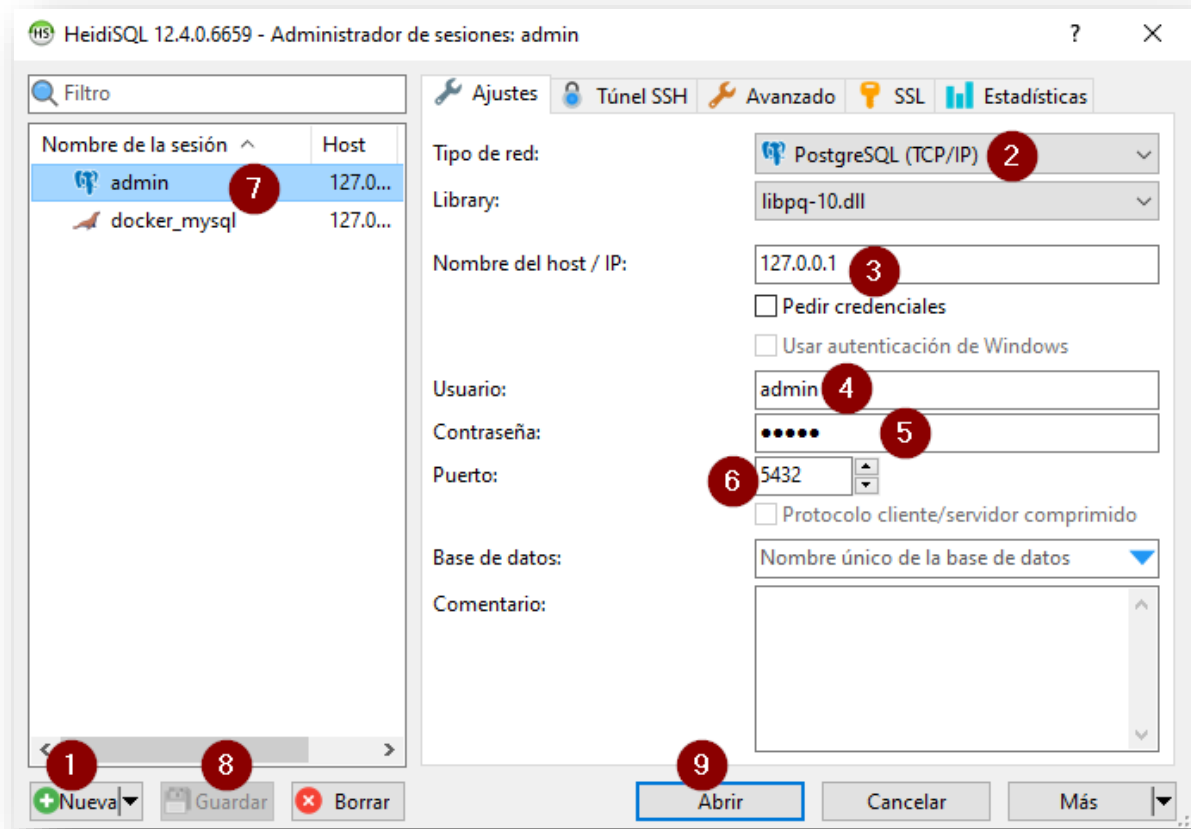 HS HeidiSQL 12.4.0.6659 - Administrador de sesiones: admin ?
Filtro
Nombre de la sesión Host
admin 7 127.0...
docker_mysql 127.0...
Ajustes Túnel SSH Avanzado SSL Estadísticas
Tipo de red: PostgreSQL (TCP/IP) 2
Library: libpq-10.dll
Nombre del host / IP: 127.0.0.1 3
Pedir credenciales
Usar autenticación de Windows
Usuario: admin 4
Contraseña: ●●●●● 5
Puerto: 6 5432
Protocolo cliente/servidor comprimido
Base de datos: Nombre único de la base de datos
Comentario:
1 8 9
Nueva Guardar Borrar Abrir Cancelar Más